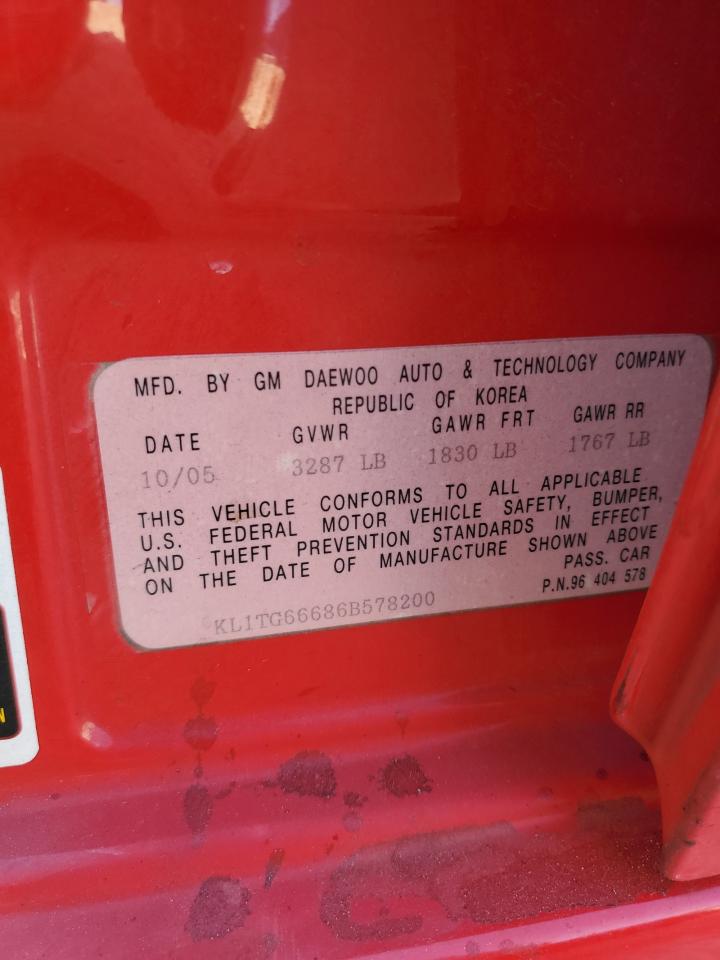 MFD. BY GM DAEWOO AUTO & TECHNOLOGY COMPANY
REPUBLIC OF KOREA
DATE GVWR GAWR FRT GAWR RR
10/05 3287 LB 1830 LB 1767 LB
THIS VEHICLE CONFORMS TO ALL APPLICABLE
U.S. FEDERAL MOTOR VEHICLE SAFETY, BUMPER,
AND THEFT PREVENTION STANDARDS IN EFFECT
ON THE DATE OF MANUFACTURE SHOWN ABOVE
PASS. CAR
P.N.96 404 578
KL1TG66686B578200